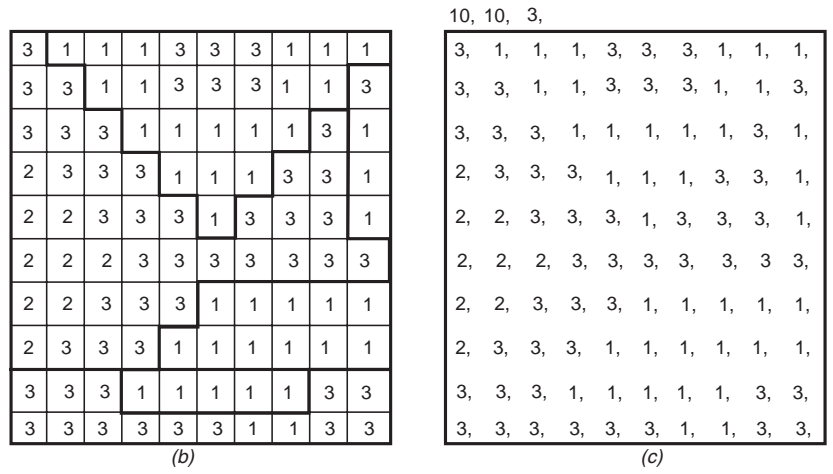 3 1 1 1 3 3 3 1 1 1
3 3 1 1 3 3 3 1 1 3
3 3 3 1 1 1 1 1 3 1
2 3 3 3 1 1 1 3 3 1
2 2 3 3 3 1 3 3 3 1
2 2 2 3 3 3 3 3 3 3
2 2 3 3 3 1 1 1 1 1
2 3 3 3 1 1 1 1 1 1
3 3 3 1 1 1 1 1 3 3
3 3 3 3 3 3 1 1 3 3
(b)
10, 10, 3,
3, 1, 1, 1, 3, 3, 3, 1, 1, 1,
3, 3, 1, 1, 3, 3, 3, 1, 1, 3,
3, 3, 3, 1, 1, 1, 1, 1, 3, 1,
2, 3, 3, 3, 1, 1, 1, 3, 3, 1,
2, 2, 3, 3, 3, 1, 3, 3, 3, 1,
2, 2, 2, 3, 3, 3, 3, 3, 3 3,
2, 2, 3, 3, 3, 1, 1, 1, 1, 1,
2, 3, 3, 3, 1, 1, 1, 1, 1, 1,
3, 3, 3, 1, 1, 1, 1, 1, 3, 3,
3, 3, 3, 3, 3, 3, 1, 1, 3, 3,
(c)